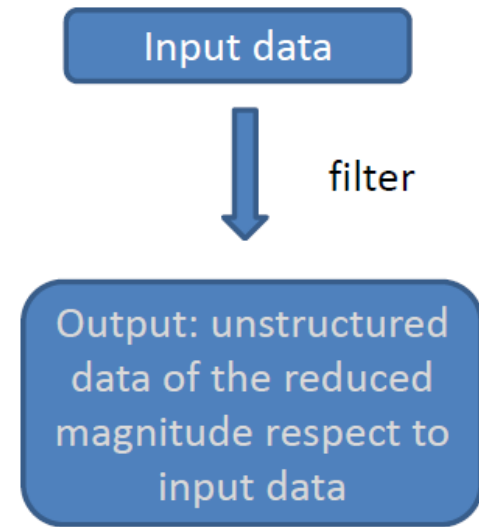 Input data
filter
Output: unstructured
data of the reduced
magnitude respect to
input data